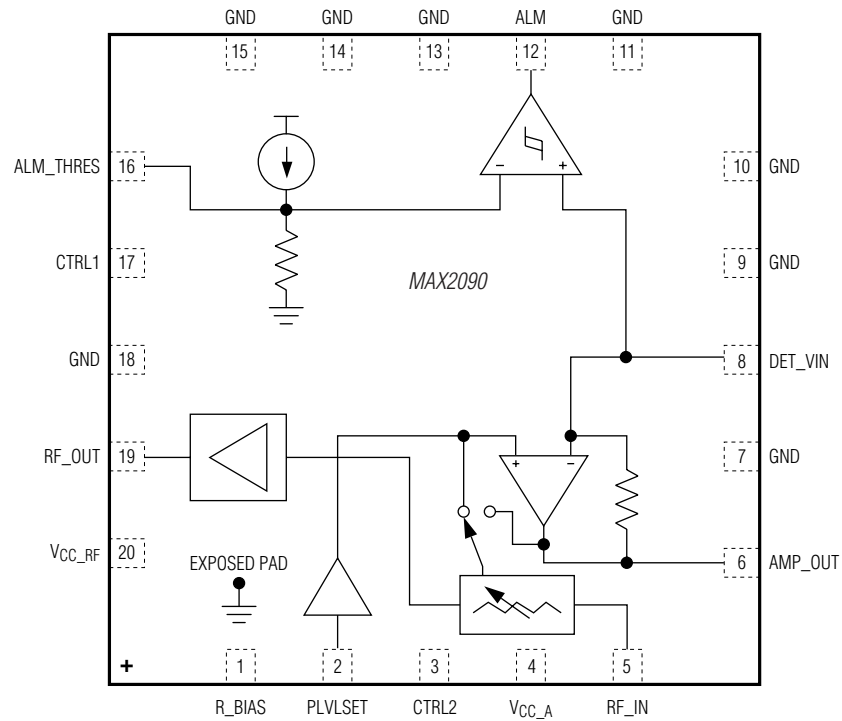 GND GND GND ALM GND
15 14 13 12 11
ALM_THRES 16
- +
10 GND
CTRL1 17
MAX2090
9 GND
GND 18
8 DET_VIN
RF_OUT 19
+ -
7 GND
VCC_RF 20
EXPOSED PAD
6 AMP_OUT
+
1 2 3 4 5
R_BIAS PLVLSET CTRL2 VCC_A RF_IN